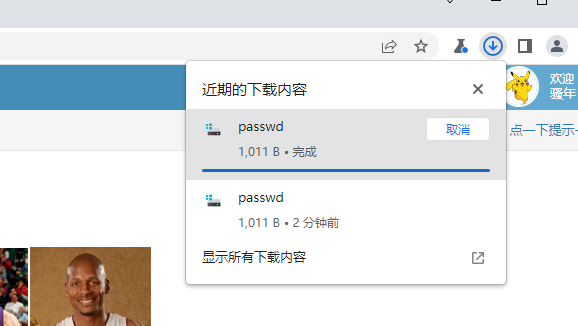 近期的下载内容
欢迎
骚年
passwd
取消
1,011 B • 完成
点一下提示
passwd
1,011 B • 2 分钟前
显示所有下载内容